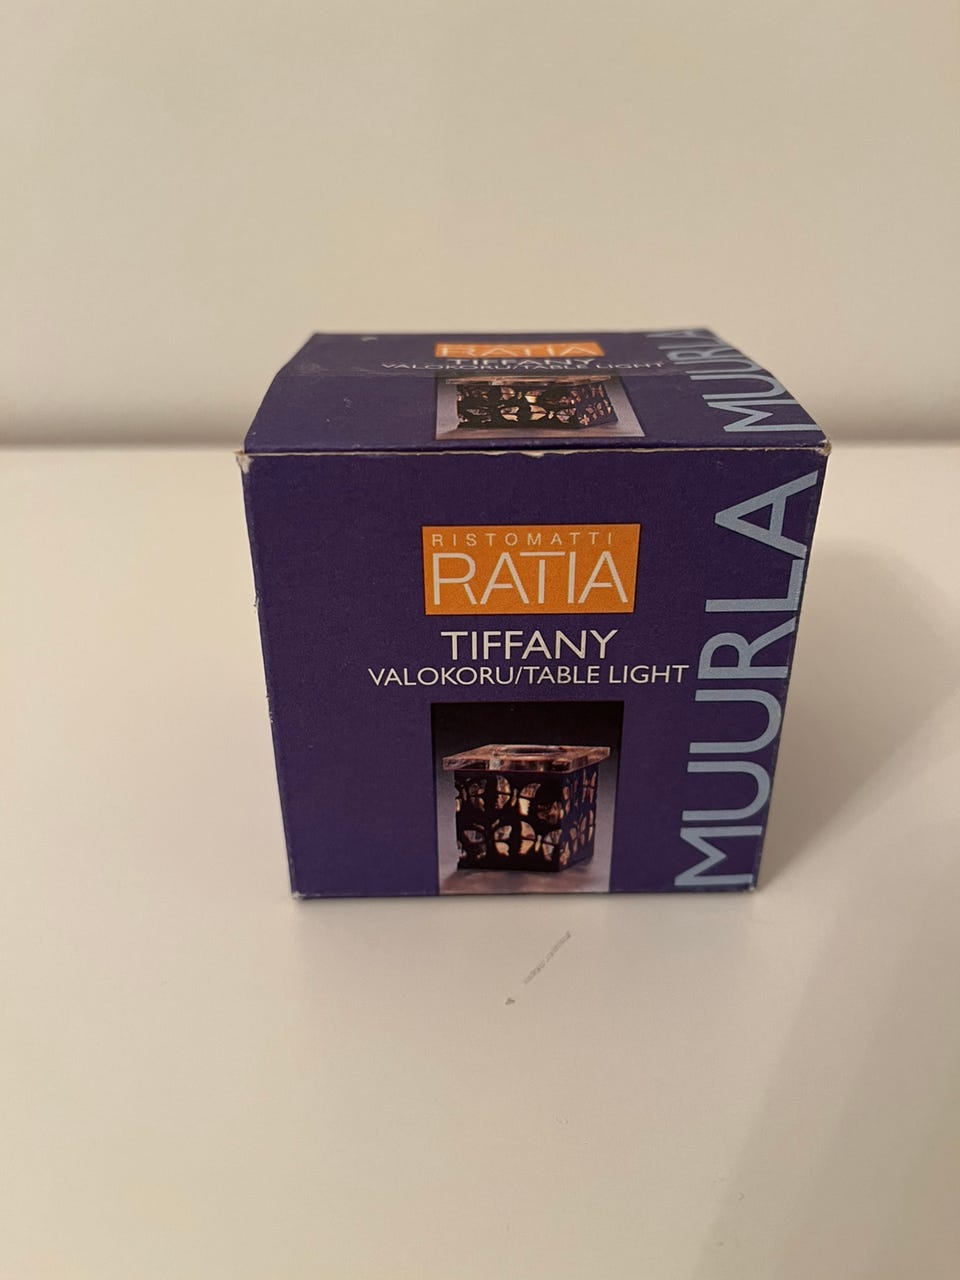 RATIA
TIFFANY
VALOKORU/TABLE LIGHT
MUURLA
RISTOMATTI
RATIA
TIFFANY
VALOKORU/TABLE LIGHT
MUURLA